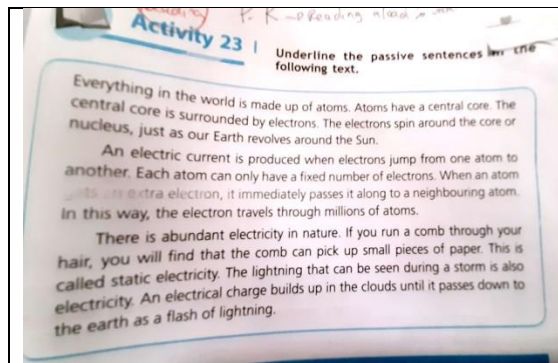 P. K → Reading aload
Activity 23
Underline the passive sentences in the
following text.
Everything in the world is made up of atoms. Atoms have a central core. The
central core is surrounded by electrons. The electrons spin around the core or
nucleus, just as our Earth revolves around the Sun.
An electric current is produced when electrons jump from one atom to
another. Each atom can only have a fixed number of electrons. When an atom
gets an extra electron, it immediately passes it along to a neighbouring atom.
In this way, the electron travels through millions of atoms.
There is abundant electricity in nature. If you run a comb through your
hair, you will find that the comb can pick up small pieces of paper. This is
called static electricity. The lightning that can be seen during a storm is also
electricity. An electrical charge builds up in the clouds until it passes down to
the earth as a flash of lightning.